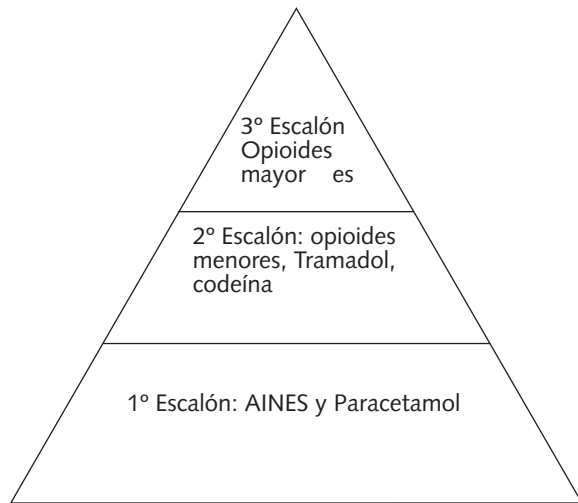 3º Escalón
Opioides
mayor es
2º Escalón: opioides
menores, Tramadol,
codeína
1º Escalón: AINES y Paracetamol